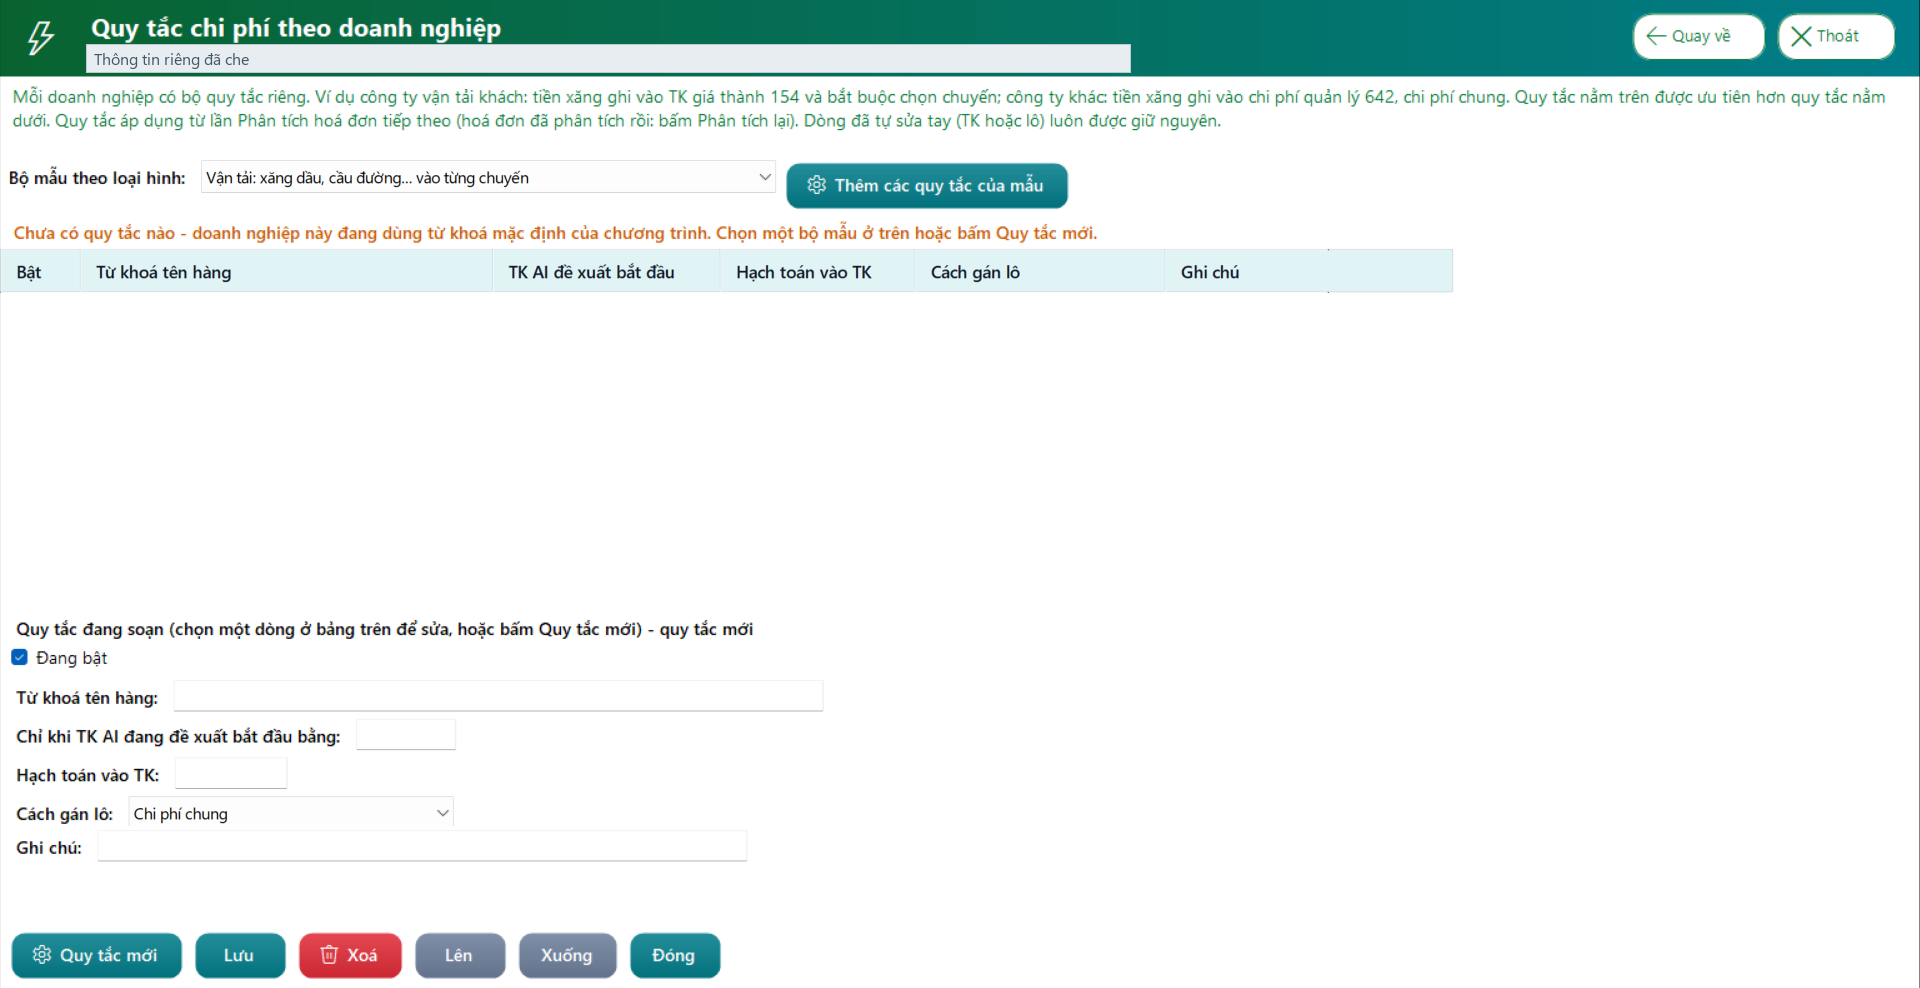 Quy tắc chi phí theo doanh nghiệp
Thông tin riêng đã che
Quay về
Thoát
Mỗi doanh nghiệp có bộ quy tắc riêng. Ví dụ công ty vận tải khách: tiền xăng ghi vào TK giá thành 154 và bắt buộc chọn chuyến; công ty khác: tiền xăng ghi vào chi phí quản lý 642, chi phí chung. Quy tắc nằm trên được ưu tiên hơn quy tắc nằm
dưới. Quy tắc áp dụng từ lần Phân tích hoá đơn tiếp theo (hoá đơn đã phân tích rồi: bấm Phân tích lại). Dòng đã tự sửa tay (TK hoặc lô) luôn được giữ nguyên.
Bộ mẫu theo loại hình:
Vận tải: xăng dầu, cầu đường... vào từng chuyến
Thêm các quy tắc của mẫu
Chưa có quy tắc nào - doanh nghiệp này đang dùng từ khoá mặc định của chương trình. Chọn một bộ mẫu ở trên hoặc bấm Quy tắc mới.
Bật
Từ khoá tên hàng
TK AI đề xuất bắt đầu
Hạch toán vào TK
Cách gán lô
Ghi chú
Quy tắc đang soạn (chọn một dòng ở bảng trên để sửa, hoặc bấm Quy tắc mới) - quy tắc mới
Đang bật
Từ khoá tên hàng:
Chỉ khi TK AI đang đề xuất bắt đầu bằng:
Hạch toán vào TK:
Cách gán lô:
Chi phí chung
Ghi chú:
Quy tắc mới
Lưu
Xoá
Lên
Xuống
Đóng